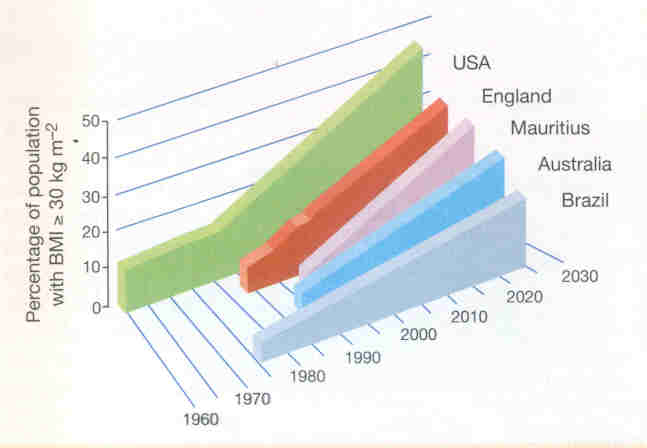 Percentage of population
with BMI ≥ 30 kg m⁻²
50
40
30
20
10
0
USA
England
Mauritius
Australia
Brazil
1960
1970
1980
1990
2000
2010
2020
2030